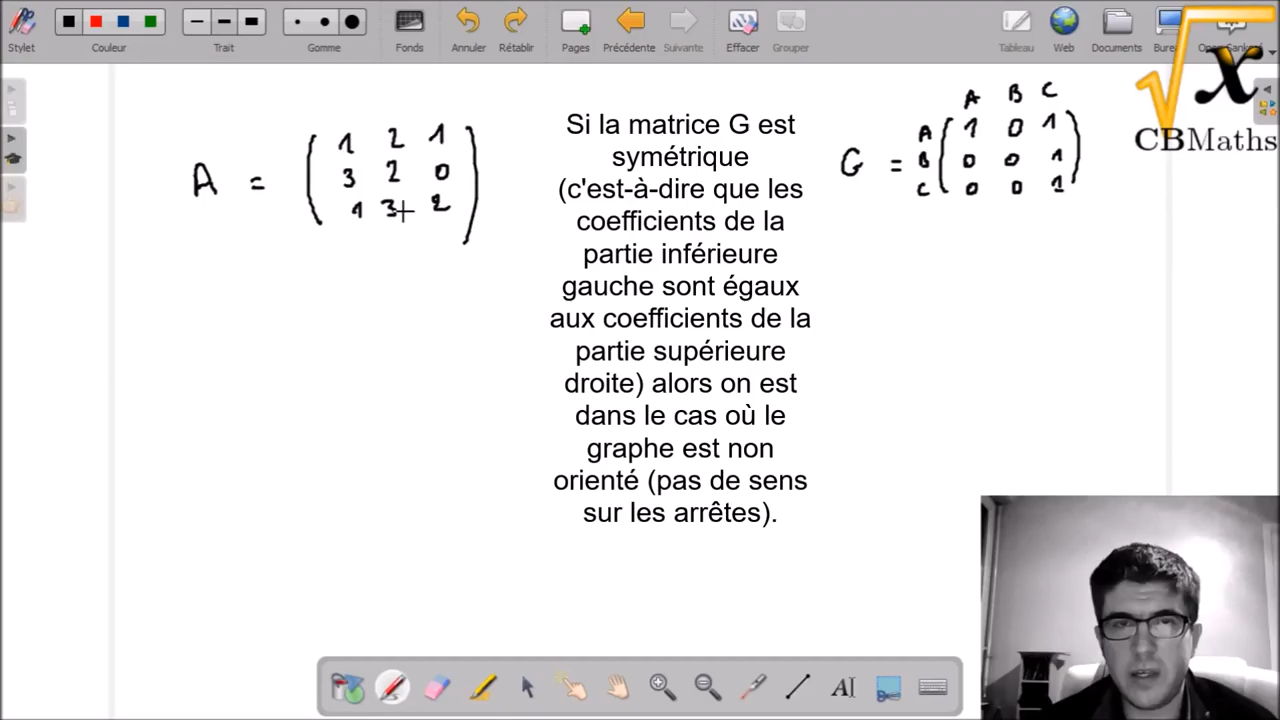 Stylet
Couleur
Trait
Gomme
Fonds
Annuler
Rétablir
Pages
Précédente
Suivante
Effacer
Grouper
Tableau
Web
Documents
x
CBMaths
A = 1 2 1
3 2 0
1 3 2
Si la matrice G est
symétrique
(c'est-à-dire que les
coefficients de la
partie inférieure
gauche sont égaux
aux coefficients de la
partie supérieure
droite) alors on est
dans le cas où le
graphe est non
orienté (pas de sens
sur les arrêtes).
A B C
A 1 0 1
G = B 0 0 1
C 0 0 1
AI